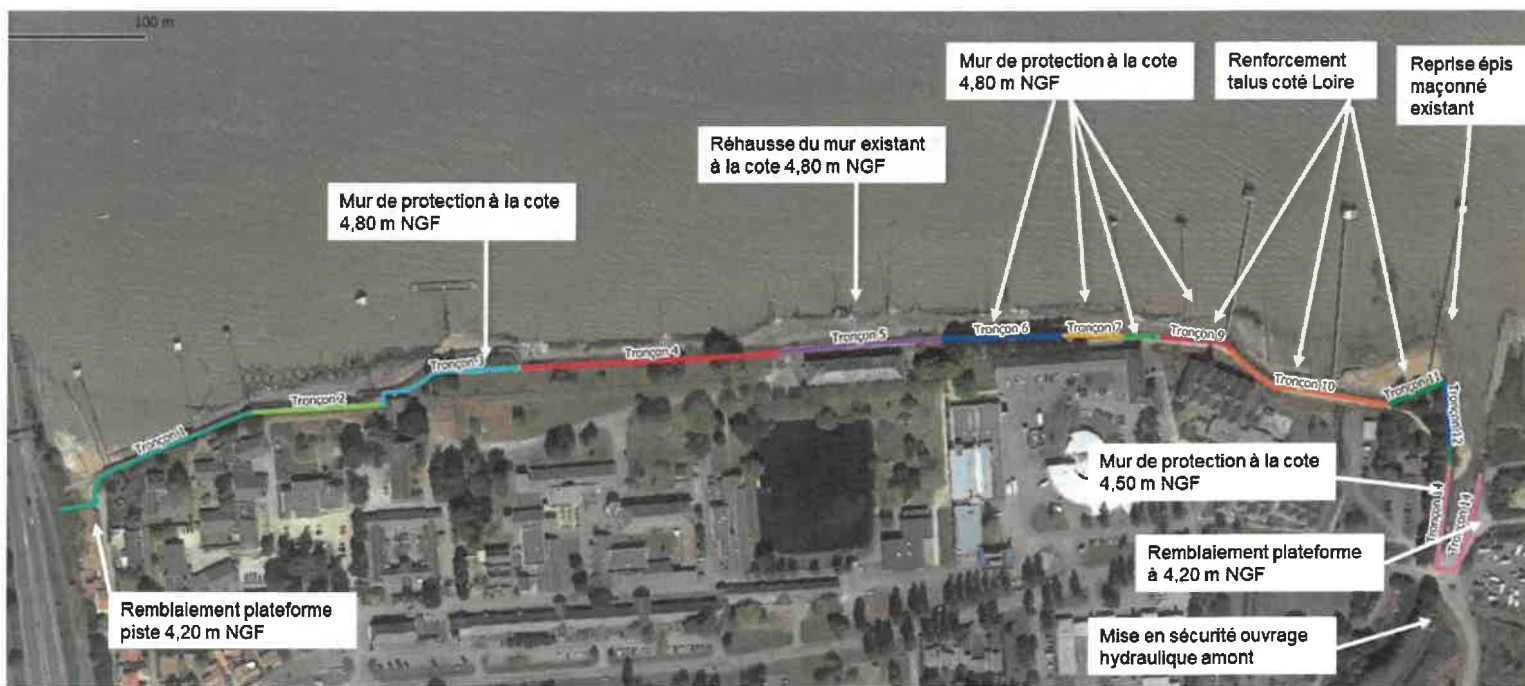 100 m
Mur de protection à la cote
4,80 m NGF
Renforcement
talus coté Loire
Reprise épis
maçonné
existant
Réhausse du mur existant
à la cote 4,80 m NGF
Mur de protection à la cote
4,80 m NGF
Tronçon 1
Tronçon 2
Tronçon 3
Tronçon 4
Tronçon 5
Tronçon 6
Tronçon 7
Tronçon 9
Tronçon 10
Tronçon 11
Tronçon 12
Mur de protection à la cote
4,50 m NGF
Remblaiement plateforme
à 4,20 m NGF
Remblaiement plateforme
piste 4,20 m NGF
Mise en sécurité ouvrage
hydraulique amont